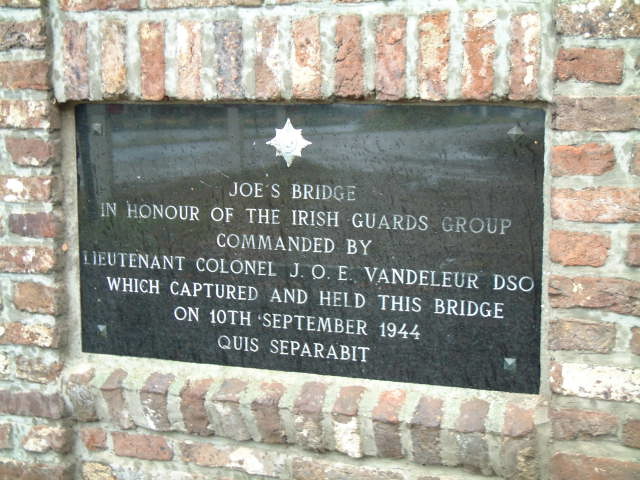 JOE'S BRIDGE
IN HONOUR OF THE IRISH GUARDS GROUP
COMMANDED BY
LIEUTENANT COLONEL J. O. E. VANDELEUR DSO
WHICH CAPTURED AND HELD THIS BRIDGE
ON 10TH SEPTEMBER 1944
QUIS SEPARABIT